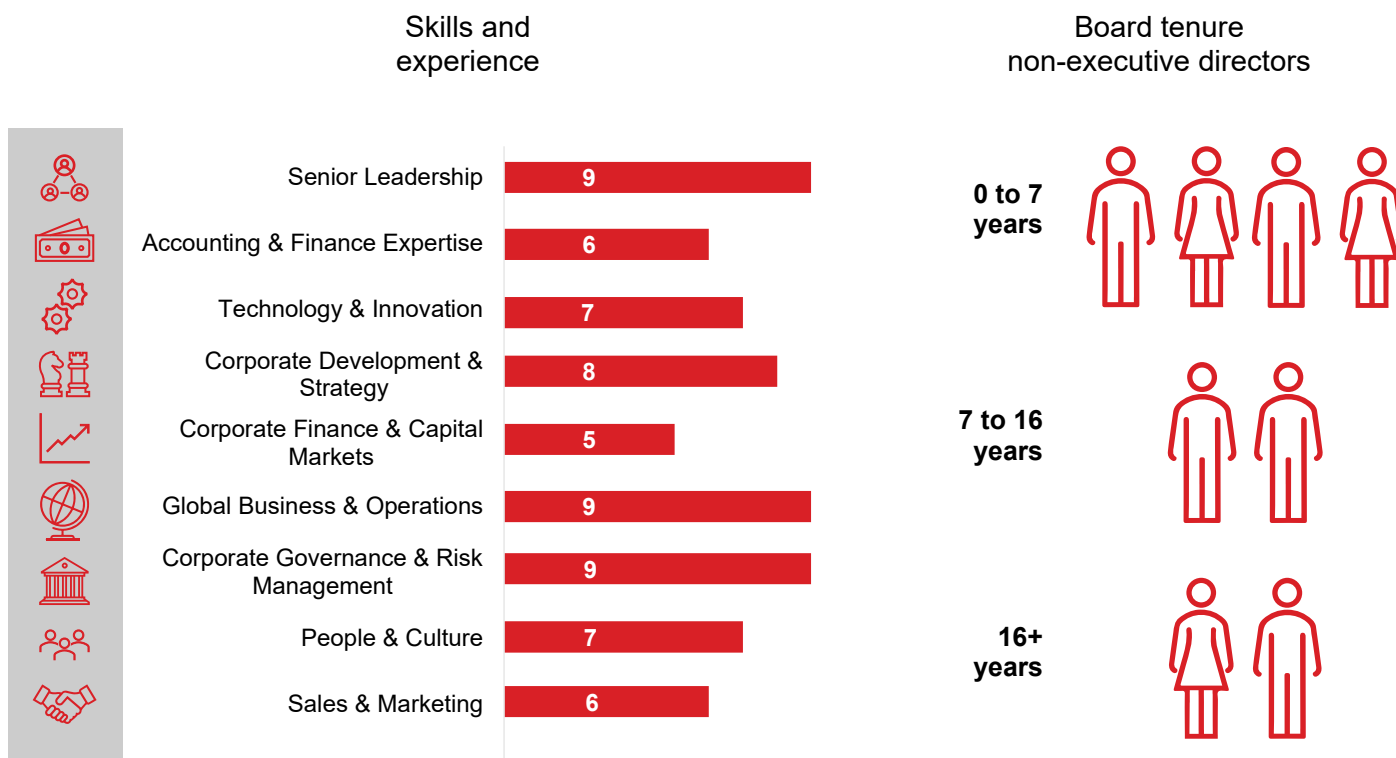 Skills and
experience
Senior Leadership
9
Accounting & Finance Expertise
6
Technology & Innovation
7
Corporate Development &
Strategy
8
Corporate Finance & Capital
Markets
5
Global Business & Operations
9
Corporate Governance & Risk
Management
9
People & Culture
7
Sales & Marketing
6
Board tenure
non-executive directors
0 to 7
years
7 to 16
years
16+
years